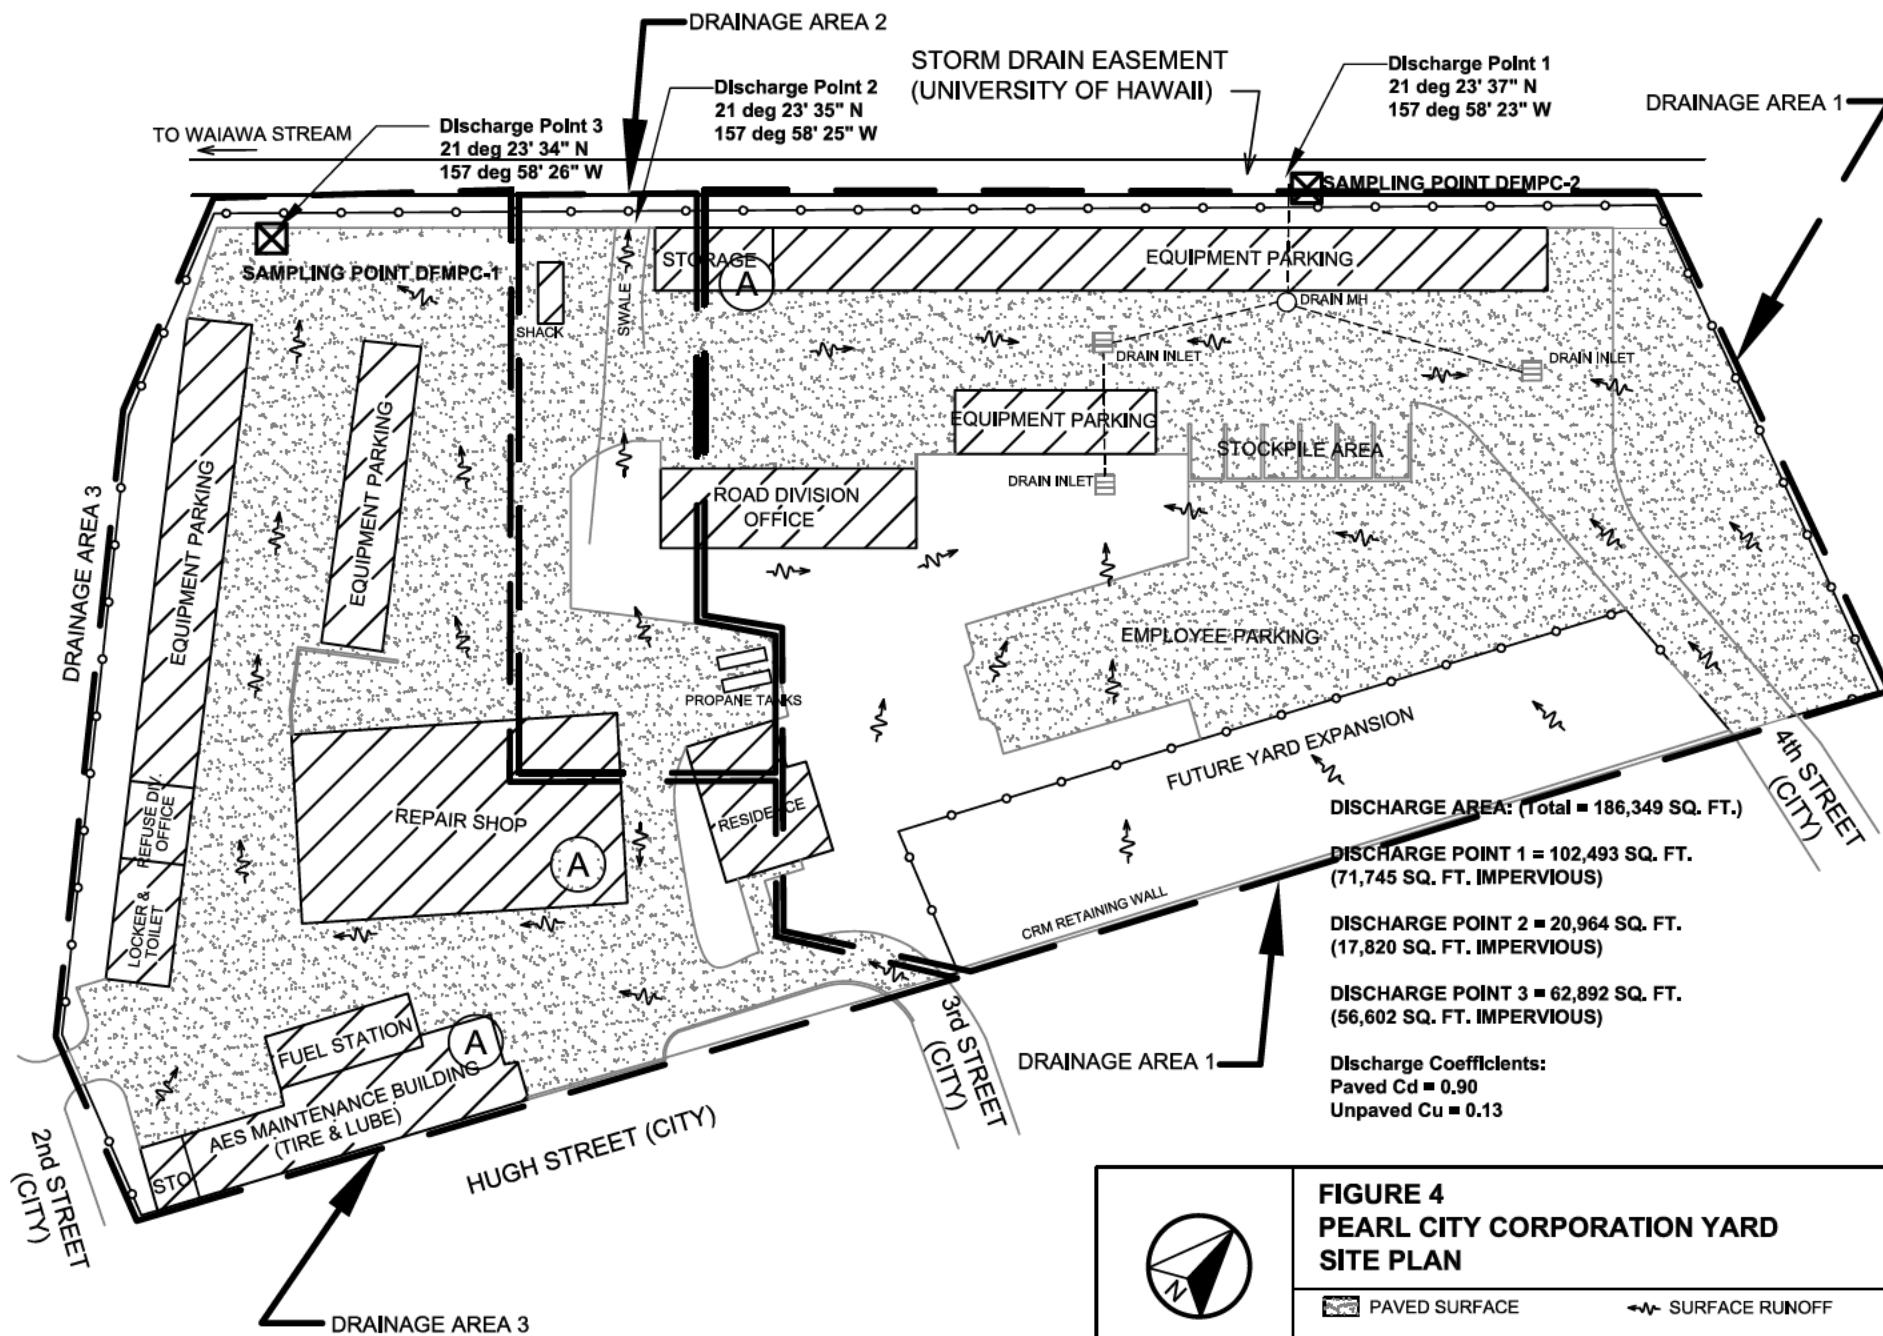 DRAINAGE AREA 2
STORM DRAIN EASEMENT
(UNIVERSITY OF HAWAII)
Discharge Point 1
21 deg 23' 37" N
157 deg 58' 23" W
DRAINAGE AREA 1
Discharge Point 2
21 deg 23' 35" N
157 deg 58' 25" W
TO WAIAWA STREAM
Discharge Point 3
21 deg 23' 34" N
157 deg 58' 26" W
SAMPLING POINT DFMPC-2
SAMPLING POINT DFMPC-1
STORAGE
A
EQUIPMENT PARKING
SHACK
SWALE
DRAIN MH
DRAIN INLET
DRAIN INLET
EQUIPMENT PARKING
STOCKPILE AREA
DRAIN INLET
ROAD DIVISION
OFFICE
EQUIPMENT PARKING
EQUIPMENT PARKING
DRAINAGE AREA 3
EMPLOYEE PARKING
PROPANE TANKS
FUTURE YARD EXPANSION
4th STREET
(CITY)
REPAIR SHOP
A
RESIDENCE
REFUSE DIV.
OFFICE
LOCKER &
TOILET
CRM RETAINING WALL
DISCHARGE AREA: (Total = 186,349 SQ. FT.)
DISCHARGE POINT 1 = 102,493 SQ. FT.
(71,745 SQ. FT. IMPERVIOUS)
DISCHARGE POINT 2 = 20,964 SQ. FT.
(17,820 SQ. FT. IMPERVIOUS)
DISCHARGE POINT 3 = 62,892 SQ. FT.
(56,602 SQ. FT. IMPERVIOUS)
Discharge Coefficients:
Paved Cd = 0.90
Unpaved Cu = 0.13
DRAINAGE AREA 1
3rd STREET
(CITY)
FUEL STATION
A
AES MAINTENANCE BUILDING
(TIRE & LUBE)
STO
HUGH STREET (CITY)
2nd STREET
(CITY)
DRAINAGE AREA 3
N
FIGURE 4
PEARL CITY CORPORATION YARD
SITE PLAN
PAVED SURFACE
SURFACE RUNOFF